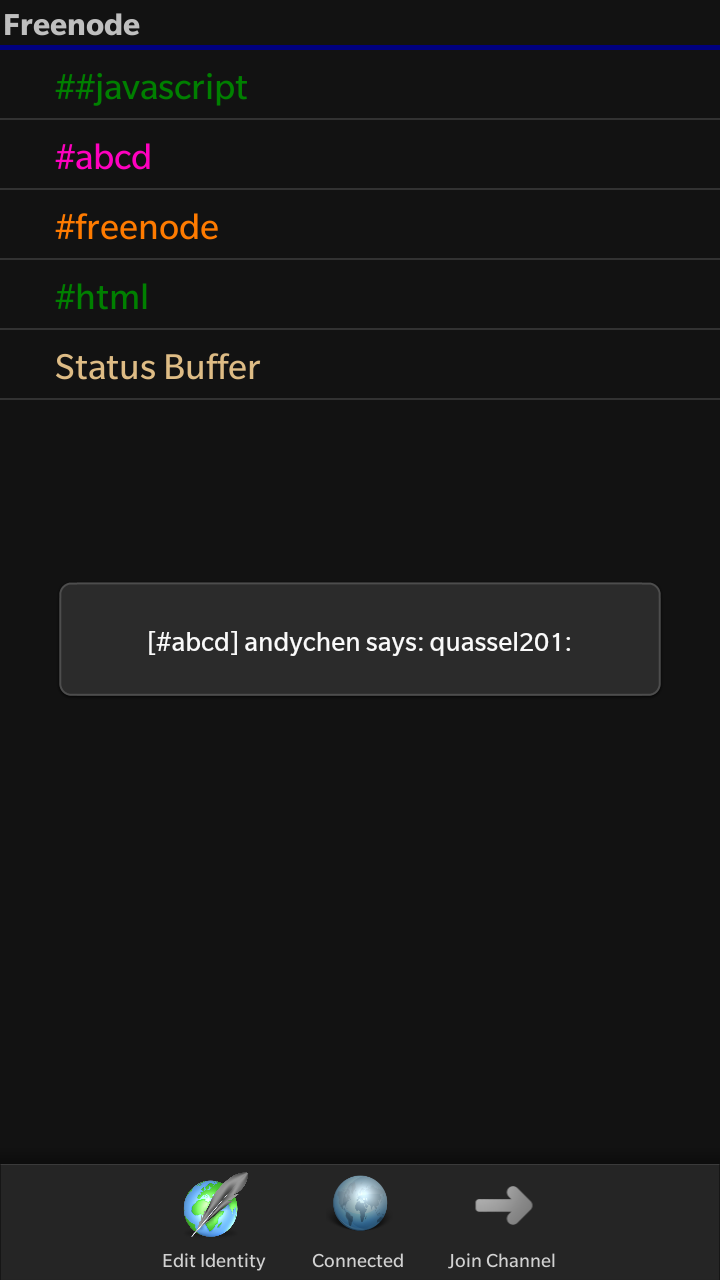 Freenode
##javascript
#abcd
#freenode
#html
Status Buffer
[#abcd] andychen says: quassel201:
Edit Identity
Connected
Join Channel